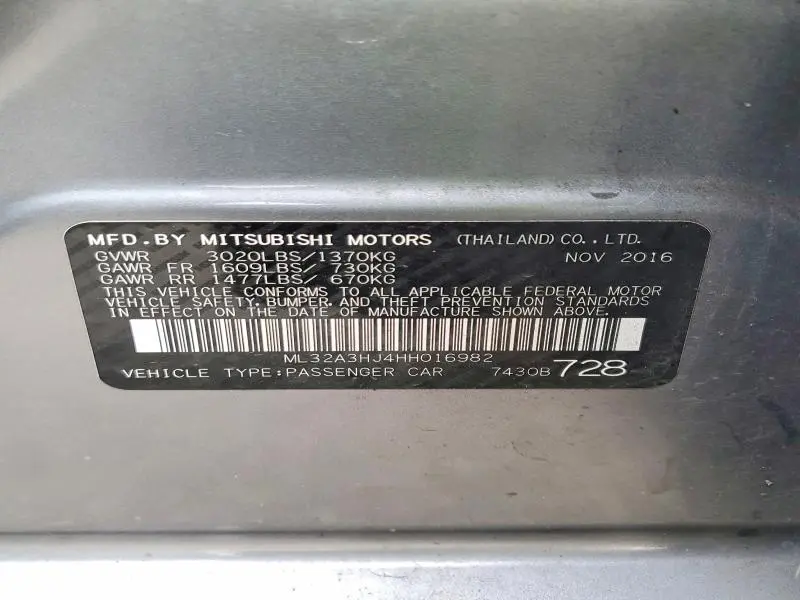 MFD.BY MITSUBISHI MOTORS (THAILAND)CO.,LTD.
GVWR 3020LBS/1370KG NOV 2016
GAWR FR 1609LBS/ 730KG
GAWR RR 1477LBS/ 670KG
THIS VEHICLE CONFORMS TO ALL APPLICABLE FEDERAL MOTOR
VEHICLE SAFETY, BUMPER, AND THEFT PREVENTION STANDARDS
IN EFFECT ON THE DATE OF MANUFACTURE SHOWN ABOVE.
ML32A3HJ4HH016982
VEHICLE TYPE:PASSENGER CAR 7430B 728